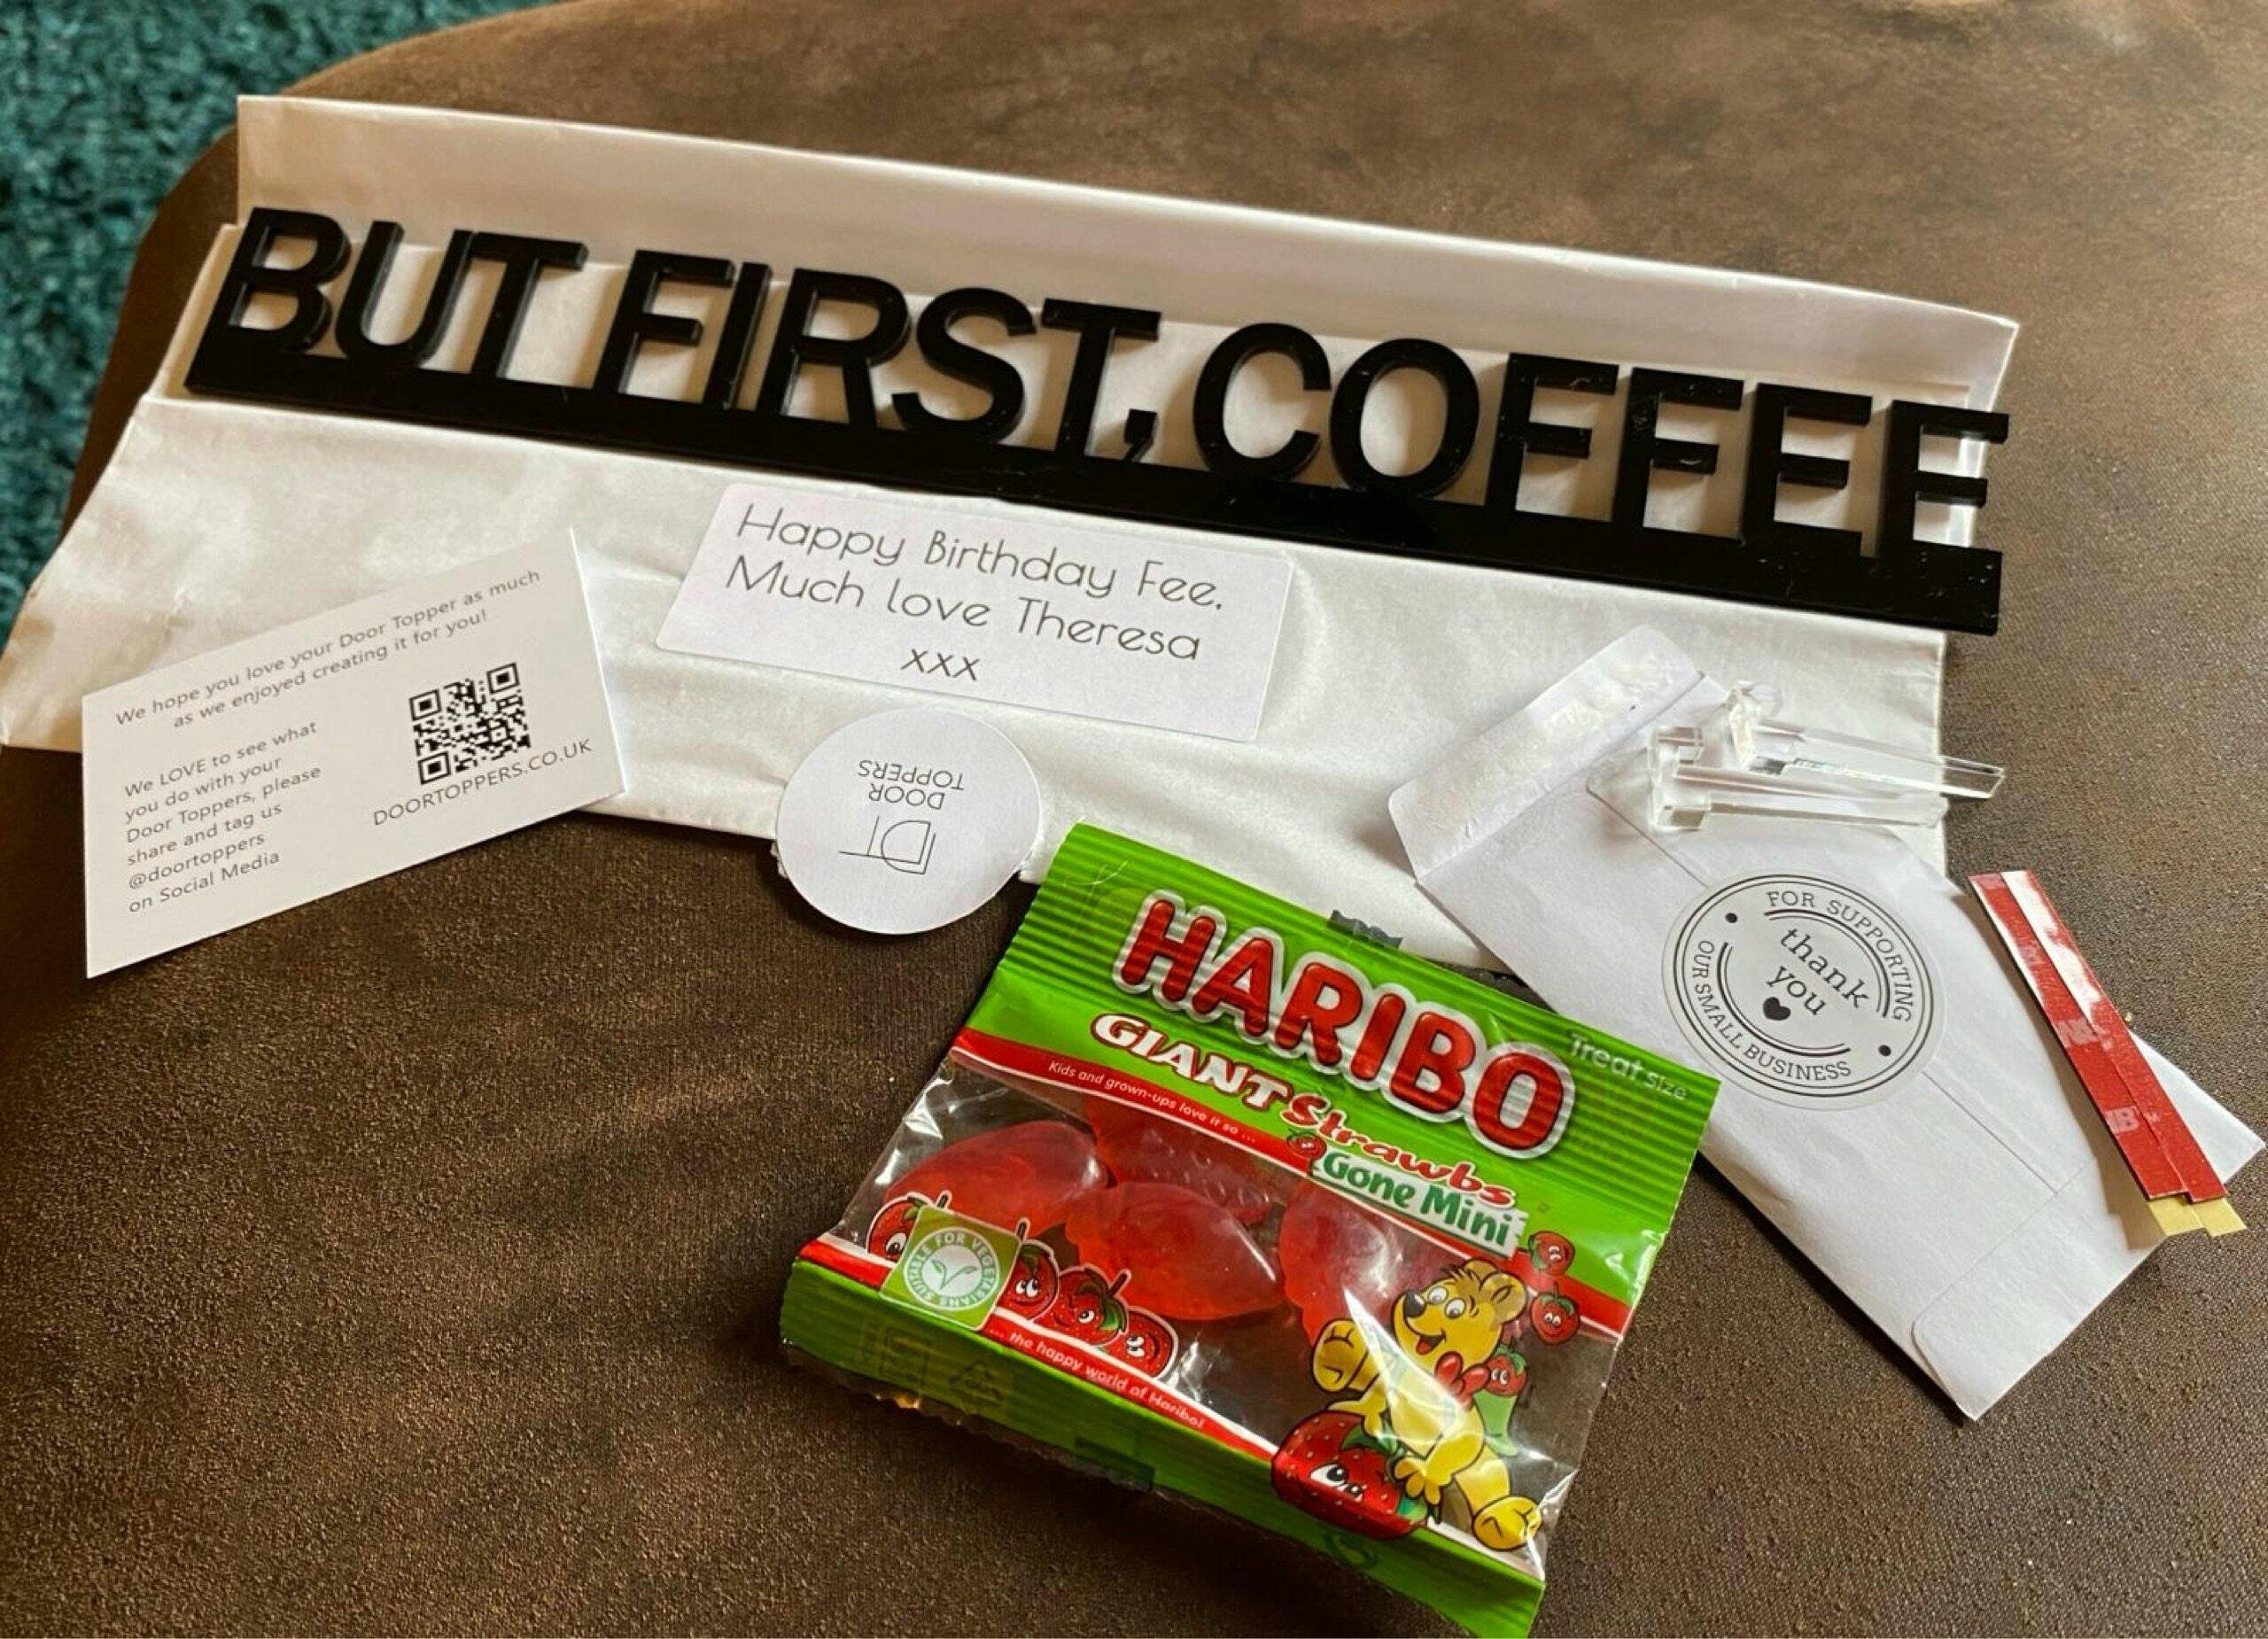 BUT FIRST, COFFEE
Happy Birthday Fee.
Much love Theresa
xxx
We hope you love your Door Topper as much
as we enjoyed creating it for you!
We LOVE to see what
you do with your
Door Toppers, please
share and tag us
@doortoppers
on Social Media
DOORTOPPERS.CO.UK
DT
DOOR
TOPPERS
FOR SUPPORTING
thank
you
OUR SMALL BUSINESS
HARIBO
Treat size
GIANT Strawbs
Gone Mini
Kids and grown-ups love it so ...
SUITABLE FOR VEGETARIANS
... the happy world of Haribo!